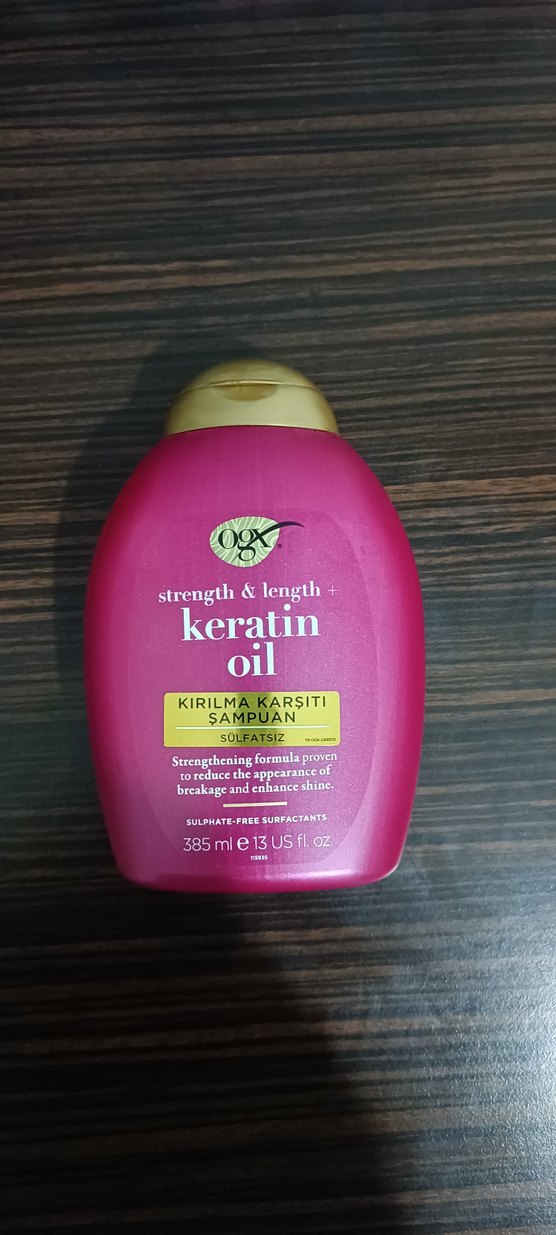 ogx
strength & length +
keratin
oil
KIRILMA KARŞITI
ŞAMPUAN
SÜLFATSIZ
Strengthening formula proven
to reduce the appearance of
breakage and enhance shine.
SULPHATE-FREE SURFACTANTS
385 ml e 13 US fl. oz.
115935